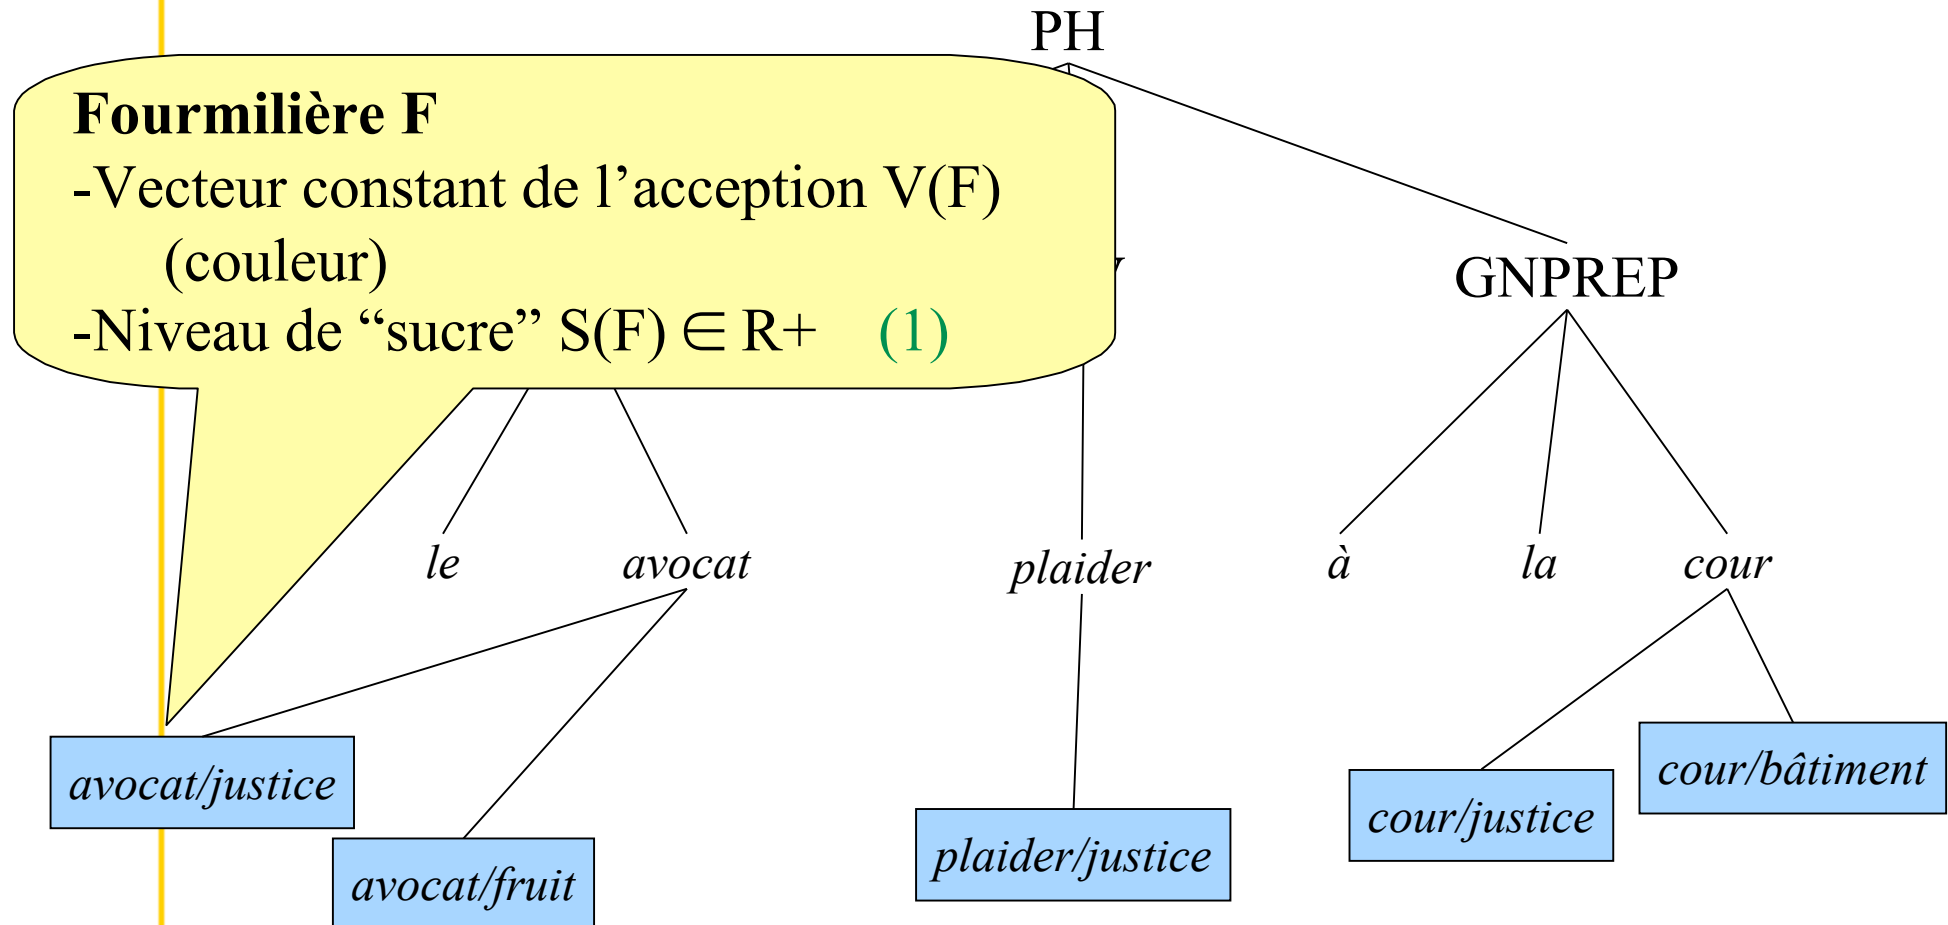 PH
Fourmilière F
-Vecteur constant de l’acception V(F)
(couleur)
-Niveau de “sucre” S(F) ∈ R+ (1)
GNPREP
le avocat plaider à la cour
avocat/justice
avocat/fruit
plaider/justice
cour/justice
cour/bâtiment